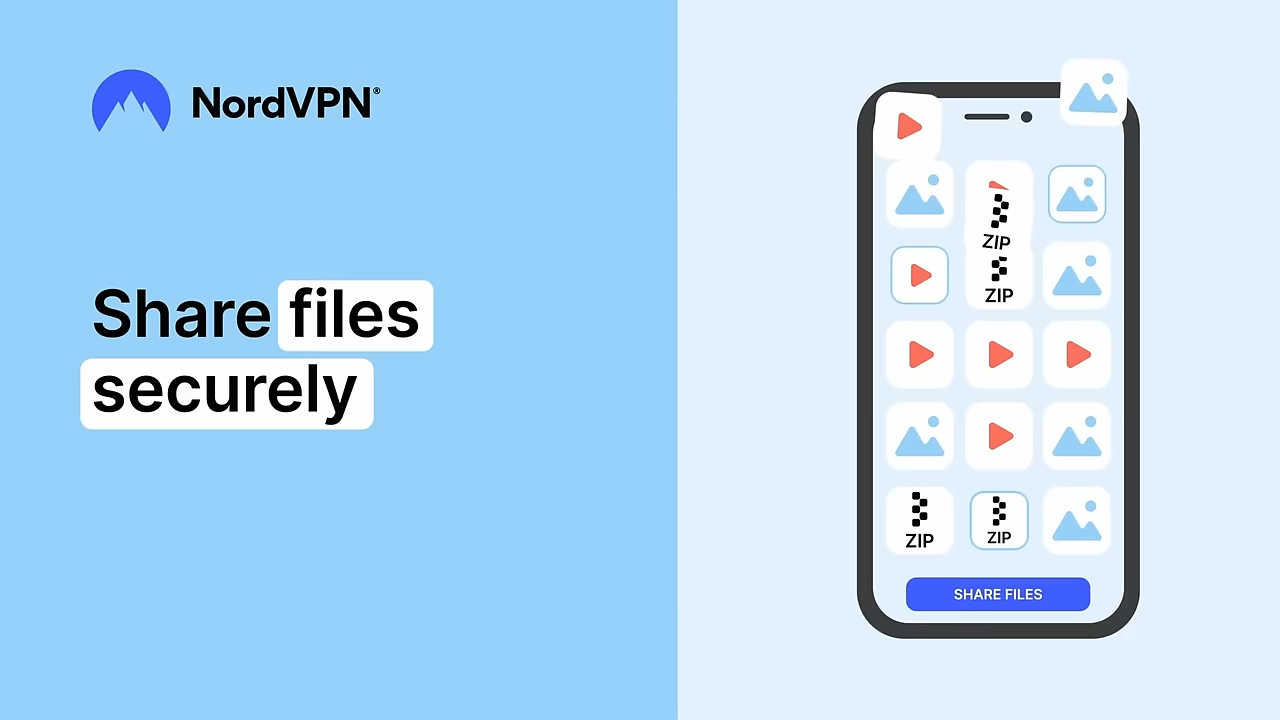 NordVPN®
Share files
securely
ZIP
ZIP
ZIP
ZIP
SHARE FILES